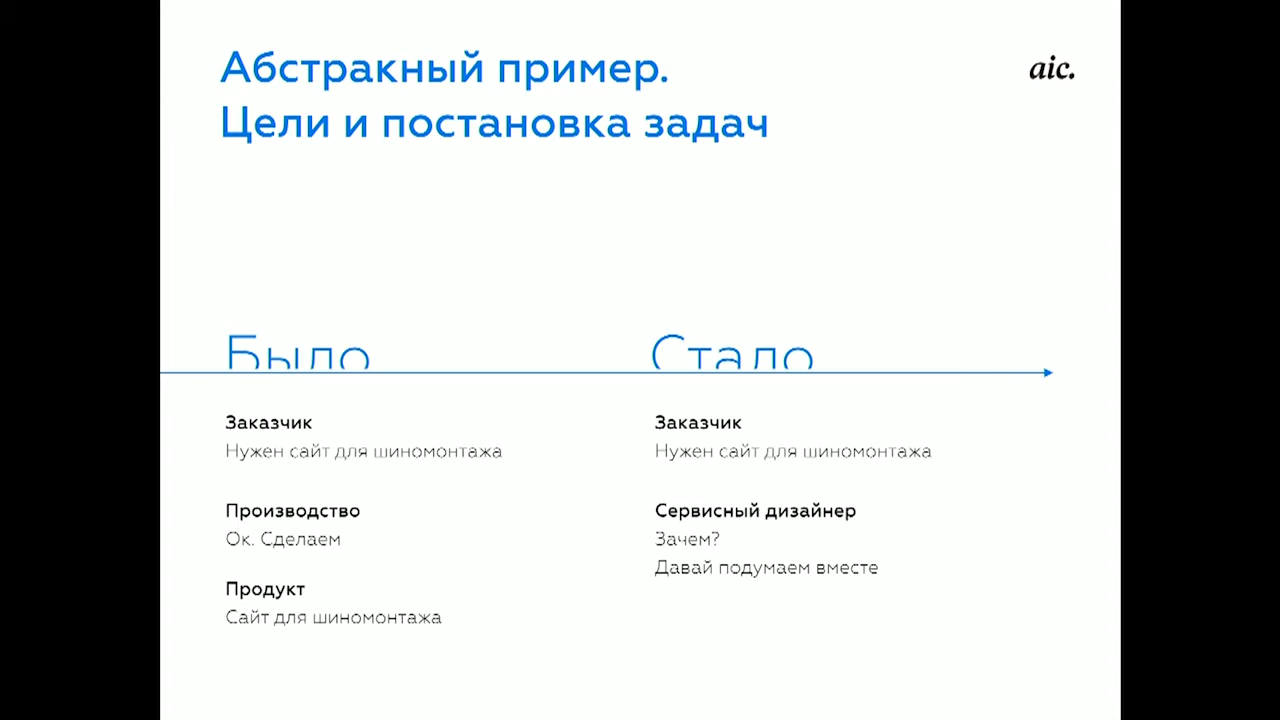 Абстракный пример.
Цели и постановка задач
aic.
Было
Стало
Заказчик
Нужен сайт для шиномонтажа
Производство
Ок. Сделаем
Продукт
Сайт для шиномонтажа
Заказчик
Нужен сайт для шиномонтажа
Сервисный дизайнер
Зачем?
Давай подумаем вместе